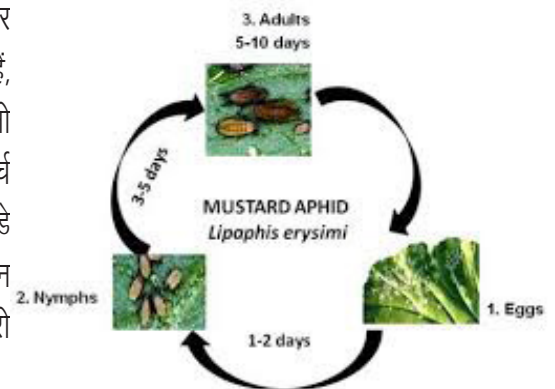 3. Adults
5-10 days
3-5 days
MUSTARD APHID
Lipaphis erysimi
2. Nymphs
1. Eggs
1-2 days